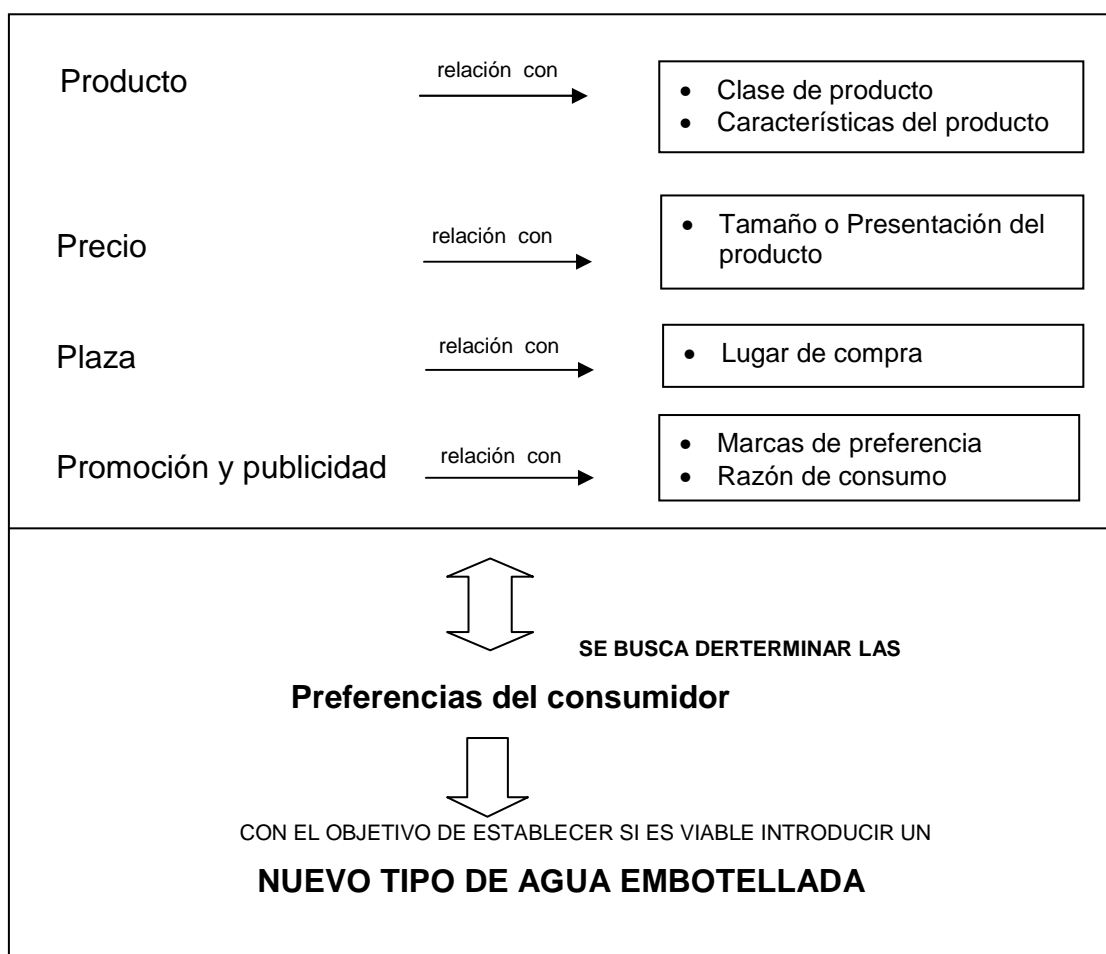 Producto
relación con
• Clase de producto
• Características del producto
Precio
relación con
• Tamaño o Presentación del
producto
Plaza
relación con
• Lugar de compra
Promoción y publicidad
relación con
• Marcas de preferencia
• Razón de consumo
SE BUSCA DERTERMINAR LAS
Preferencias del consumidor
CON EL OBJETIVO DE ESTABLECER SI ES VIABLE INTRODUCIR UN
NUEVO TIPO DE AGUA EMBOTELLADA